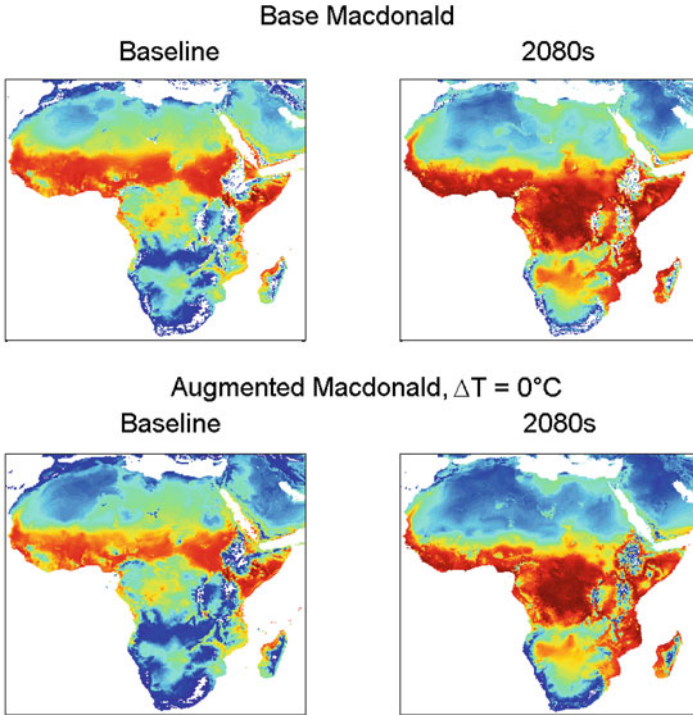 Base Macdonald
Baseline 2080s
Augmented Macdonald, ΔT = 0°C
Baseline 2080s